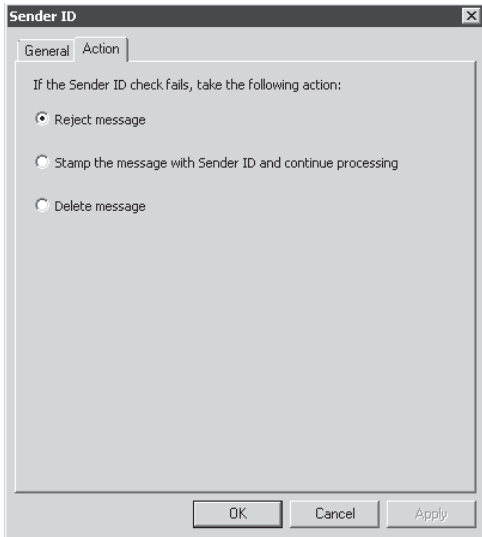 Sender ID
General Action
If the Sender ID check fails, take the following action:
Reject message
Stamp the message with Sender ID and continue processing
Delete message
OK Cancel Apply